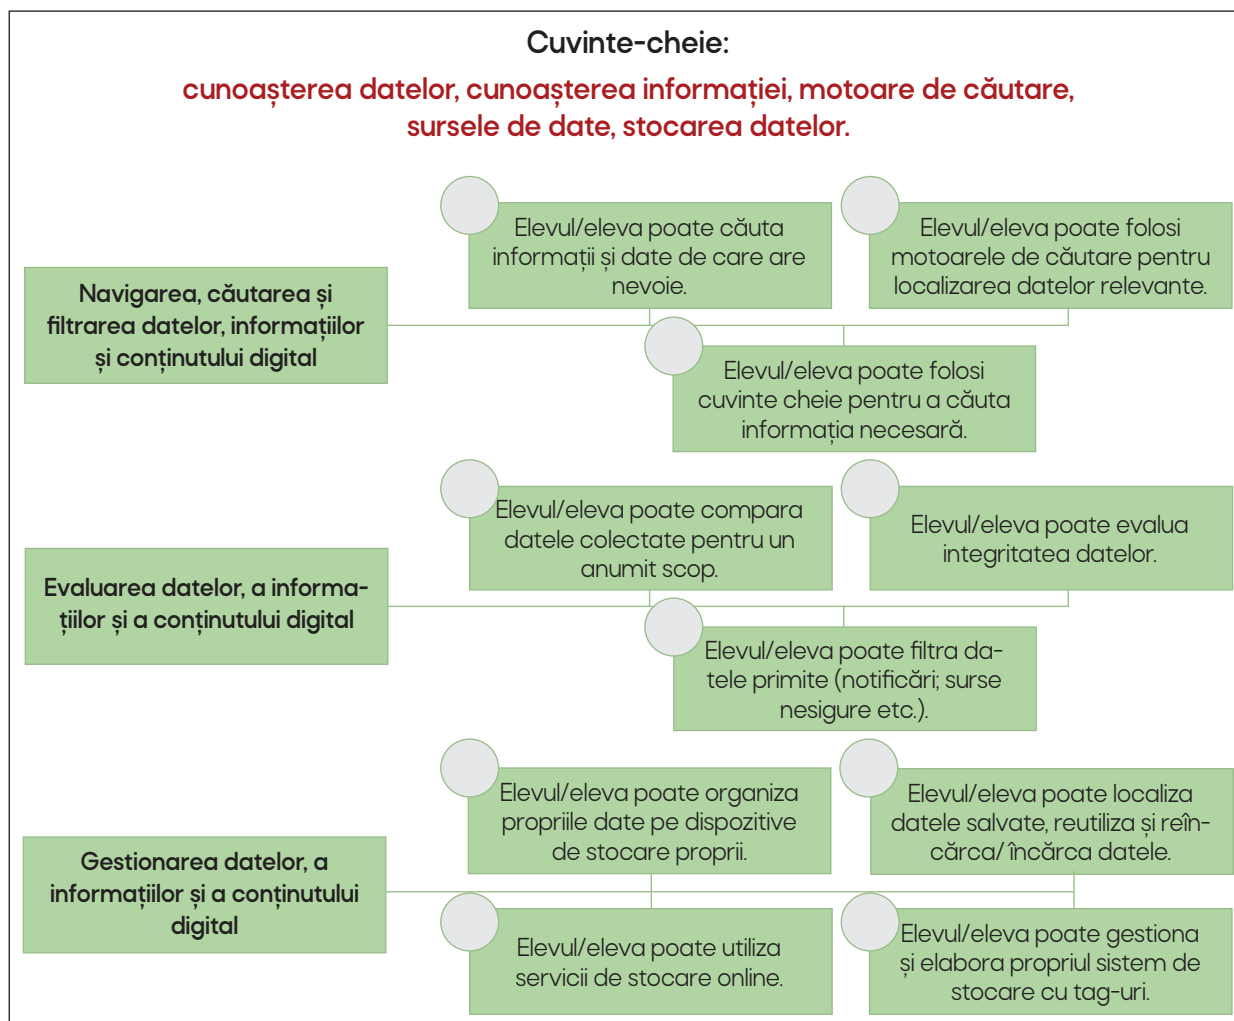 Cuvinte-cheie:
cunoașterea datelor, cunoașterea informației, motoare de căutare,
sursele de date, stocarea datelor.
Navigarea, căutarea și
filtrarea datelor, informațiilor
și conținutului digital
Elevul/eleva poate căuta
informații și date de care are
nevoie.
Elevul/eleva poate folosi
motoarele de căutare pentru
localizarea datelor relevante.
Elevul/eleva poate folosi
cuvinte cheie pentru a căuta
informația necesară.
Evaluarea datelor, a informa-
țiilor și a conținutului digital
Elevul/eleva poate compara
datele colectate pentru un
anumit scop.
Elevul/eleva poate evalua
integritatea datelor.
Elevul/eleva poate filtra da-
tele primite (notificări; surse
nesigure etc.).
Gestionarea datelor, a
informațiilor și a conținutului
digital
Elevul/eleva poate organiza
propriile date pe dispozitive
de stocare proprii.
Elevul/eleva poate localiza
datele salvate, reutiliza și reîn-
cărca/ încărca datele.
Elevul/eleva poate utiliza
servicii de stocare online.
Elevul/eleva poate gestiona
și elabora propriul sistem de
stocare cu tag-uri.